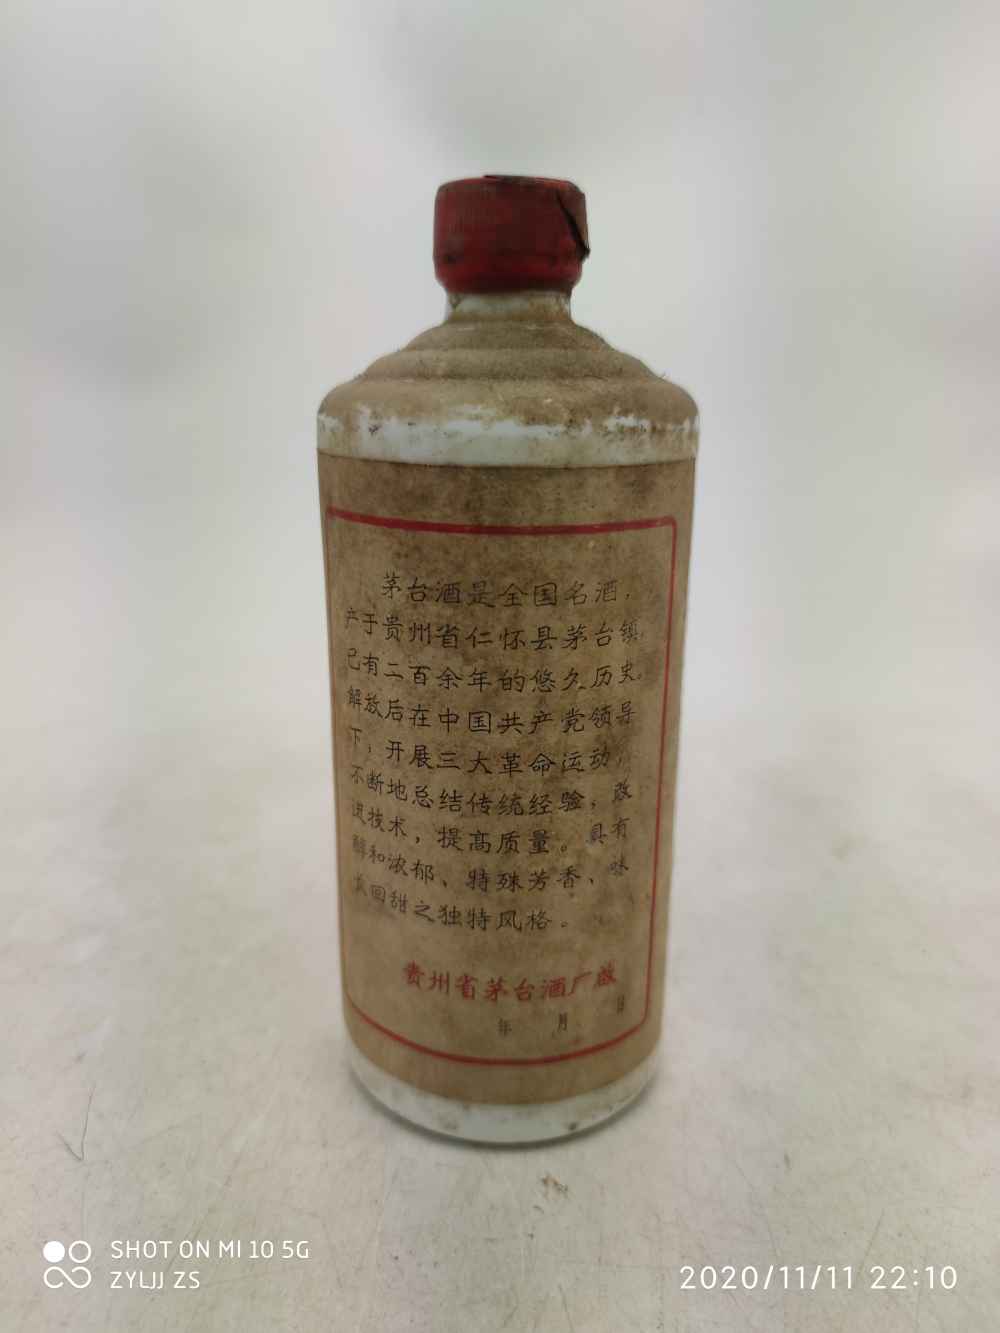 茅台酒是全国名酒，
产于贵州省仁怀县茅台镇，
已有二百余年的悠久历史。
解放后在中国共产党领导
下，开展三大革命运动，
不断地总结传统经验，改
进技术，提高质量。具有
醇和浓郁、特殊芳香、味
长回甜之独特风格。
贵州省茅台酒厂啟
年 月 日
SHOT ON MI 10 5G
ZYLJJ ZS
2020/11/11 22:10